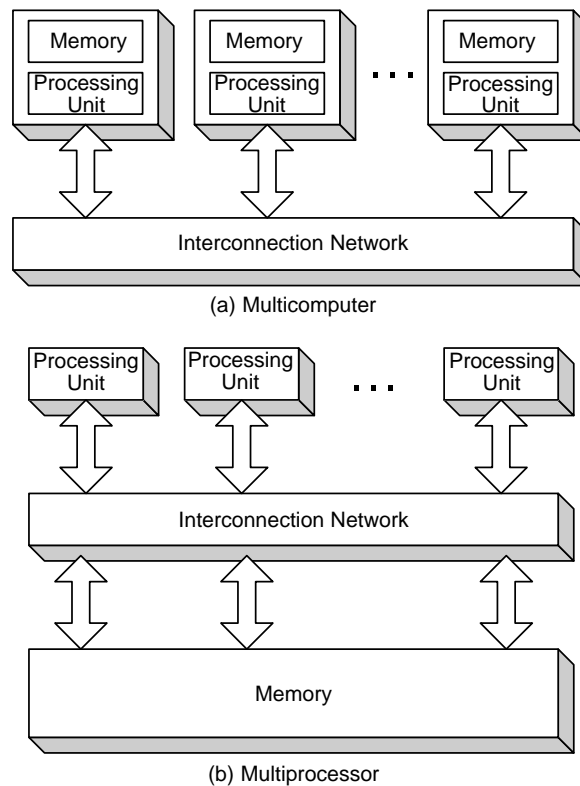 Memory
Processing
Unit
Memory
Processing
Unit
...
Memory
Processing
Unit
Interconnection Network
(a) Multicomputer
Processing
Unit
Processing
Unit
...
Processing
Unit
Interconnection Network
Memory
(b) Multiprocessor